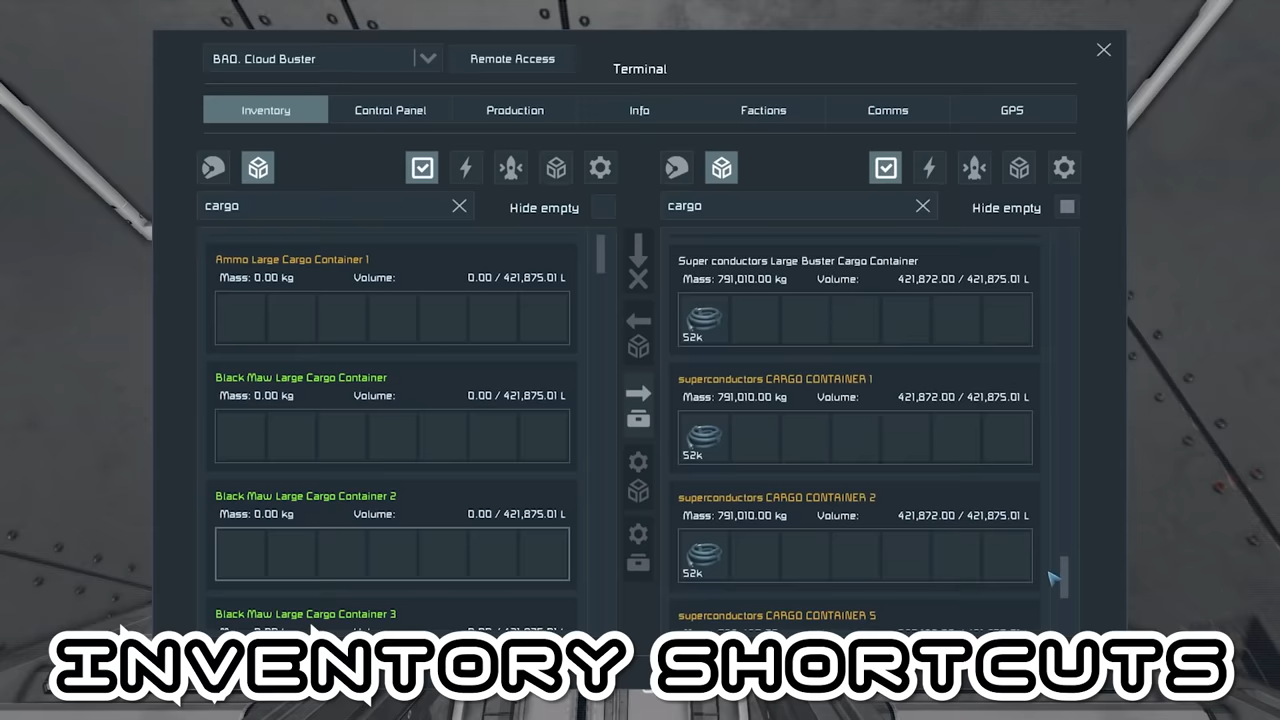 BAO. Cloud Buster
Remote Access
Terminal
Inventory
Control Panel
Production
Info
Factions
Comms
GPS
cargo
Hide empty
cargo
Hide empty
Ammo Large Cargo Container 1
Mass: 0.00 kg Volume: 0.00 / 421,875.01 L
Black Maw Large Cargo Container
Mass: 0.00 kg Volume: 0.00 / 421,875.01 L
Black Maw Large Cargo Container 2
Mass: 0.00 kg Volume: 0.00 / 421,875.01 L
Black Maw Large Cargo Container 3
Super conductors Large Buster Cargo Container
Mass: 791,010.00 kg Volume: 421,872.00 / 421,875.01 L
52k
superconductors CARGO CONTAINER 1
Mass: 791,010.00 kg Volume: 421,872.00 / 421,875.01 L
52k
superconductors CARGO CONTAINER 2
Mass: 791,010.00 kg Volume: 421,872.00 / 421,875.01 L
52k
superconductors CARGO CONTAINER 5
INVENTORY SHORTCUTS